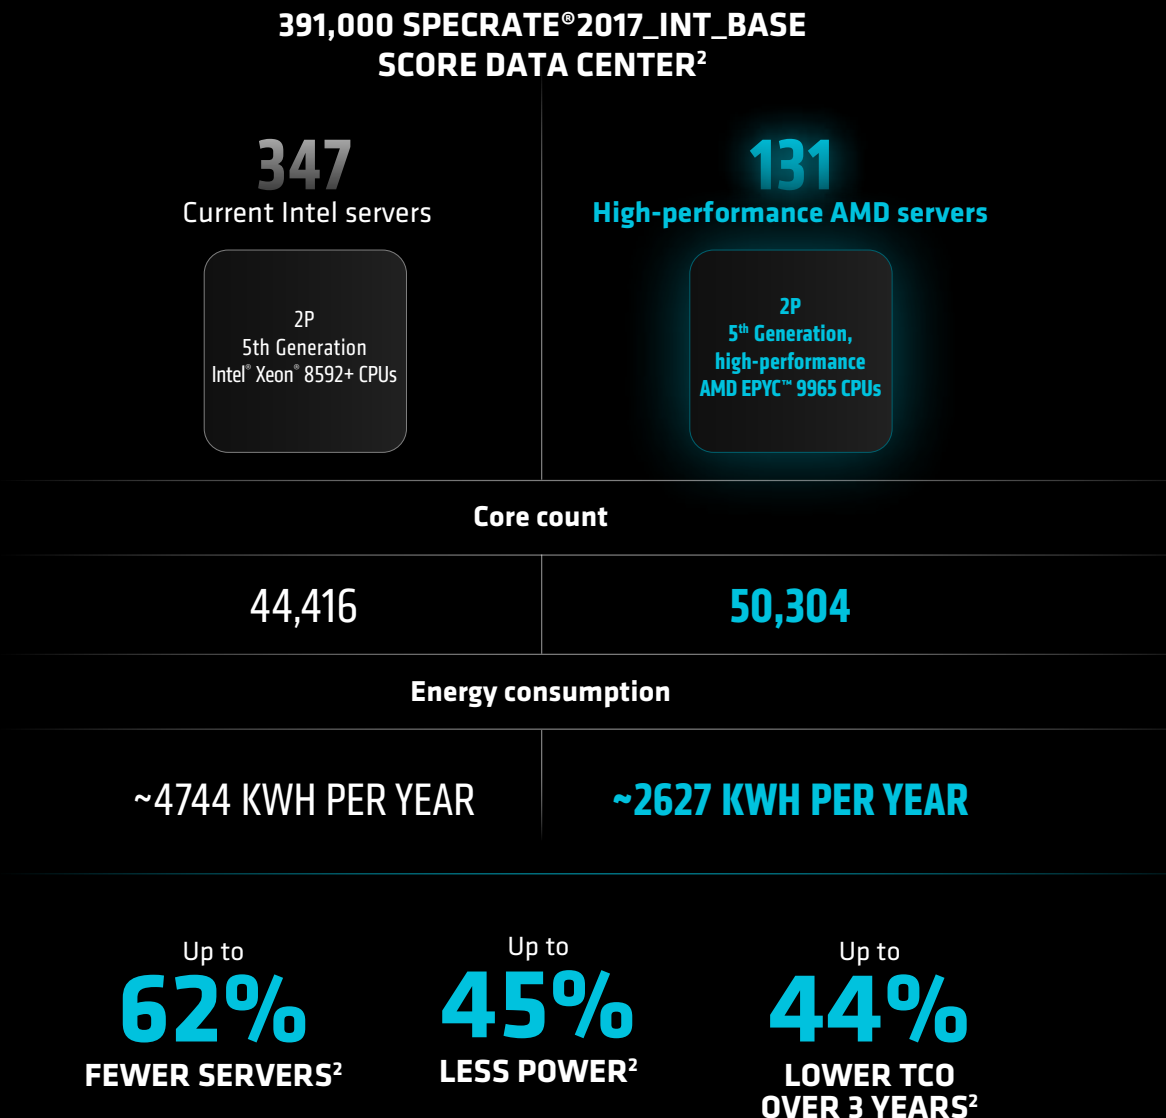 391,000 SPECRATE®2017_INT_BASE
SCORE DATA CENTER²
347
Current Intel servers
2P
5th Generation
Intel® Xeon® 8592+ CPUs
131
High-performance AMD servers
2P
5th Generation,
high-performance
AMD EPYC™ 9965 CPUs
Core count
44,416
50,304
Energy consumption
~4744 KWH PER YEAR
~2627 KWH PER YEAR
Up to
62%
FEWER SERVERS²
Up to
45%
LESS POWER²
Up to
44%
LOWER TCO
OVER 3 YEARS²